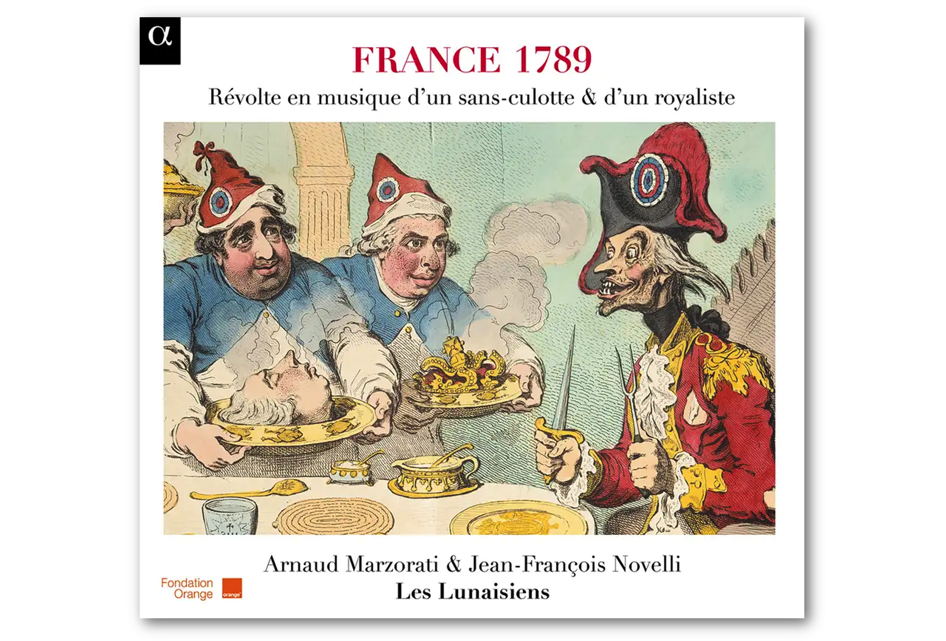 α
FRANCE 1789
Révolte en musique d’un sans-culotte & d’un royaliste
Arnaud Marzorati & Jean-François Novelli
Les Lunaisiens
Fondation
Orange
orange™